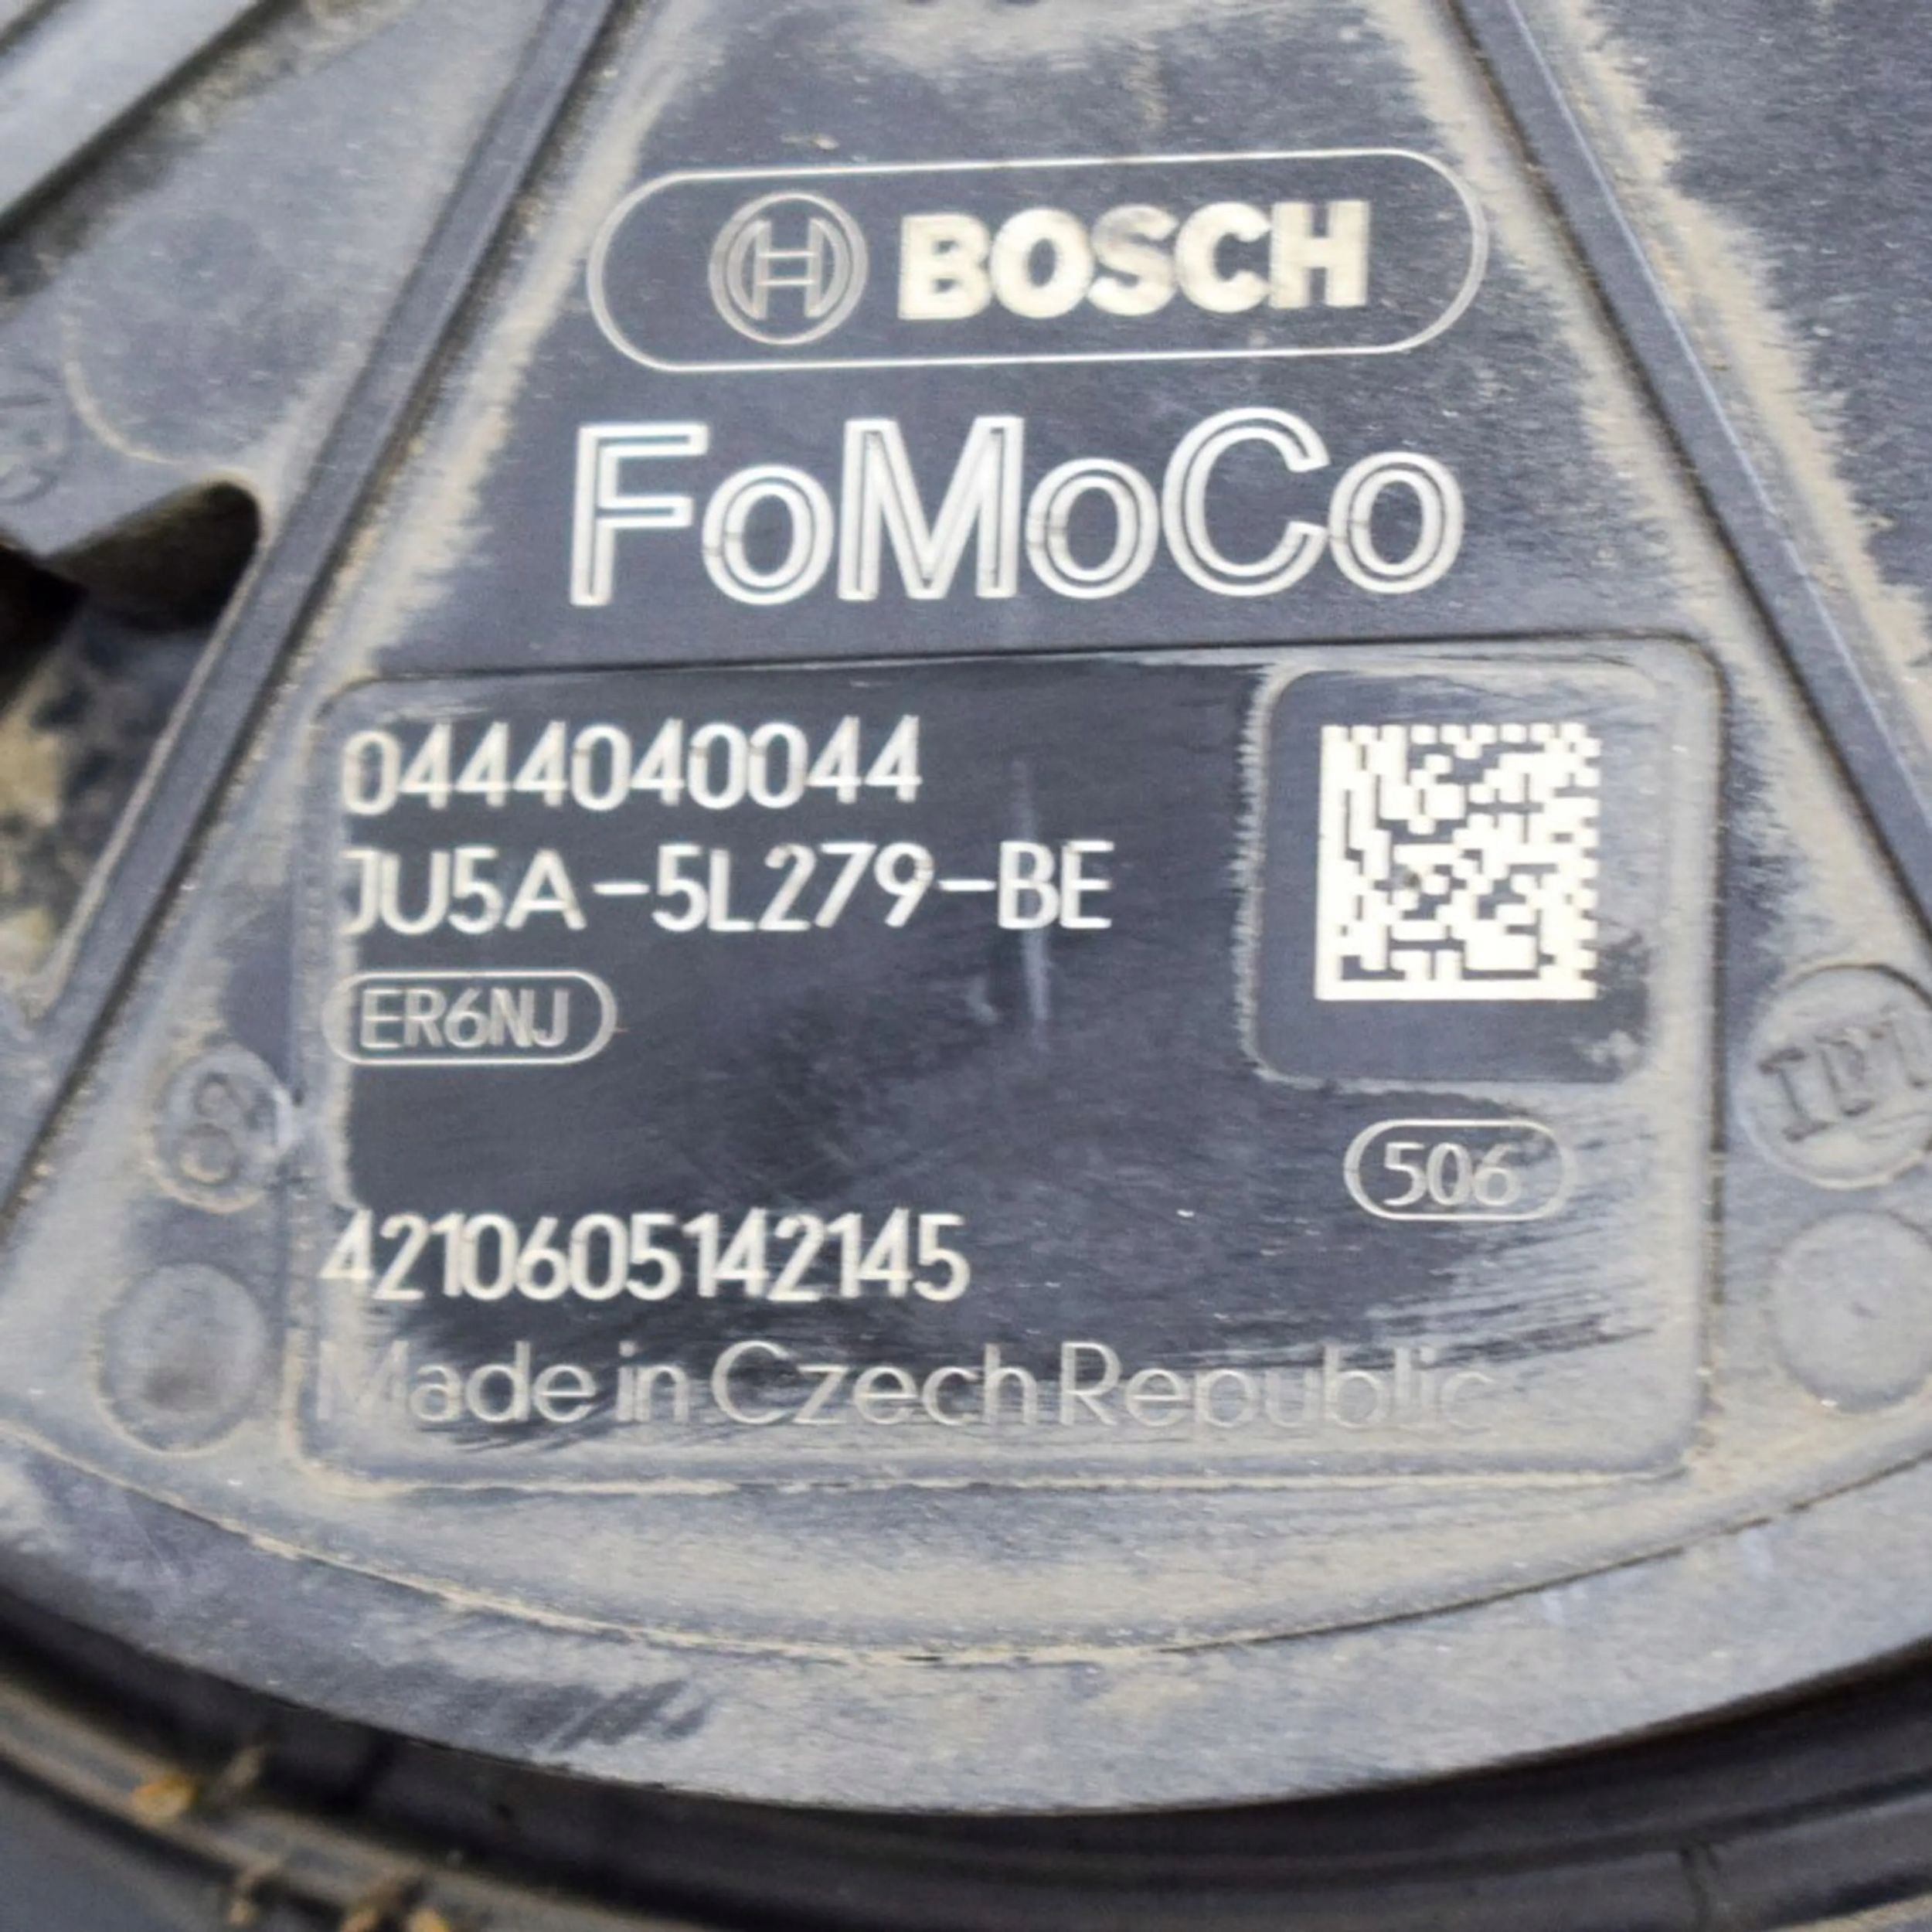 BOSCH
FoMoCo
0444040044
JU5A-5L279-BE
ER6NJ
506
4210605142145
Made in Czech Republic